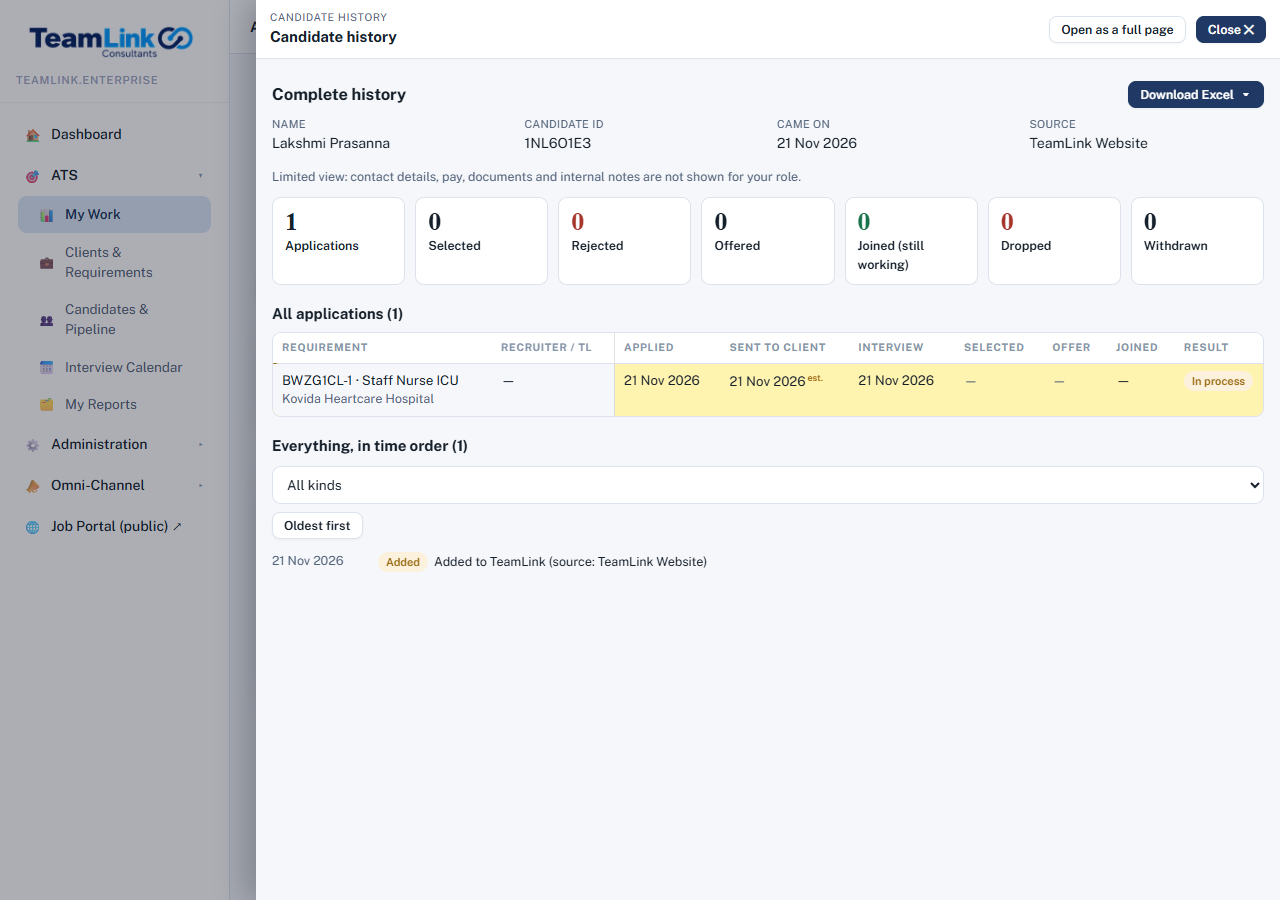 TeamLink
Consultants
TEAMLINK.ENTERPRISE
Dashboard
ATS
My Work
Clients &
Requirements
Candidates &
Pipeline
Interview Calendar
My Reports
Administration
Omni-Channel
Job Portal (public) ↗
CANDIDATE HISTORY
Candidate history
Open as a full page
Close ✕
Complete history
Download Excel
NAME CANDIDATE ID CAME ON SOURCE
Lakshmi Prasanna 1NL6O1E3 21 Nov 2026 TeamLink Website
Limited view: contact details, pay, documents and internal notes are not shown for your role.
1 0 0 0 0 0 0
Applications Selected Rejected Offered Joined (still working) Dropped Withdrawn
All applications (1)
REQUIREMENT RECRUITER / TL APPLIED SENT TO CLIENT INTERVIEW SELECTED OFFER JOINED RESULT
BWZG1CL-1 · Staff Nurse ICU — 21 Nov 2026 21 Nov 2026 est. 21 Nov 2026 — — — In process
Kovida Heartcare Hospital
Everything, in time order (1)
All kinds
Oldest first
21 Nov 2026 Added Added to TeamLink (source: TeamLink Website)